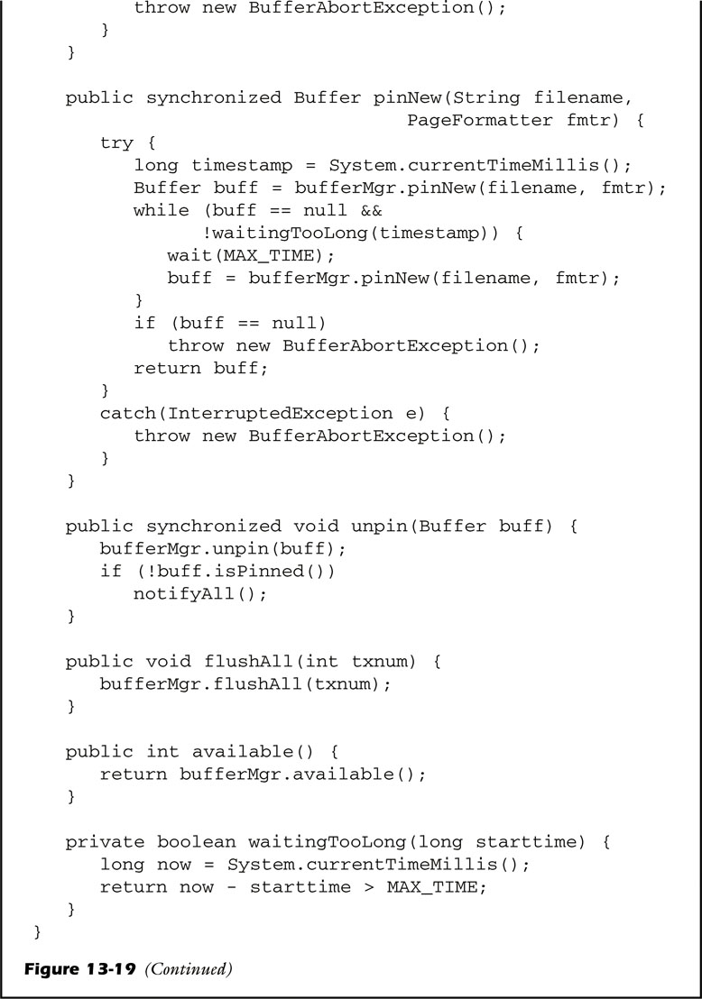 throw new BufferAbortException();
      }
   }

   public synchronized Buffer pinNew(String filename,
                                 PageFormatter fmtr) {
      try {
         long timestamp = System.currentTimeMillis();
         Buffer buff = bufferMgr.pinNew(filename, fmtr);
         while (buff == null &&
               !waitingTooLong(timestamp)) {
            wait(MAX_TIME);
            buff = bufferMgr.pinNew(filename, fmtr);
         }
         if (buff == null)
            throw new BufferAbortException();
         return buff;
      }
      catch(InterruptedException e) {
         throw new BufferAbortException();
      }
   }

   public synchronized void unpin(Buffer buff) {
      bufferMgr.unpin(buff);
      if (!buff.isPinned())
         notifyAll();
   }

   public void flushAll(int txnum) {
      bufferMgr.flushAll(txnum);
   }

   public int available() {
      return bufferMgr.available();
   }

   private boolean waitingTooLong(long starttime) {
      long now = System.currentTimeMillis();
      return now - starttime > MAX_TIME;
   }
}
Figure 13-19 (Continued)